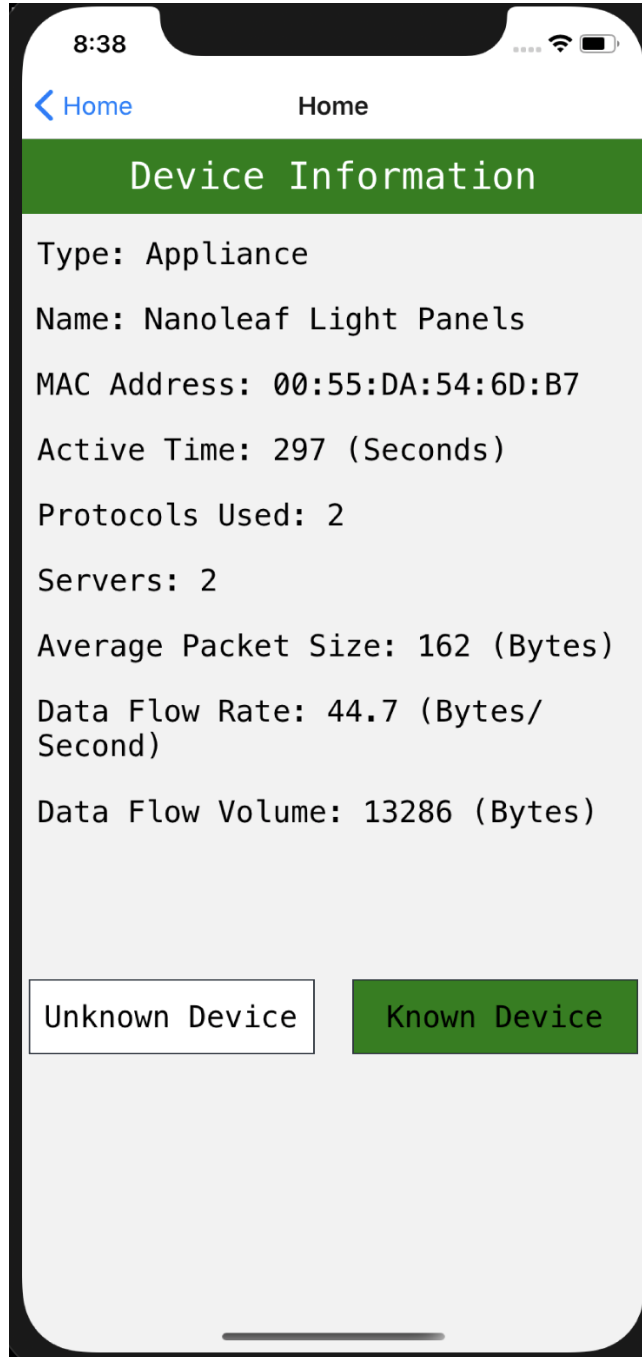 8:38
Home Home
Device Information
Type: Appliance
Name: Nanoleaf Light Panels
MAC Address: 00:55:DA:54:6D:B7
Active Time: 297 (Seconds)
Protocols Used: 2
Servers: 2
Average Packet Size: 162 (Bytes)
Data Flow Rate: 44.7 (Bytes/
Second)
Data Flow Volume: 13286 (Bytes)
Unknown Device Known Device